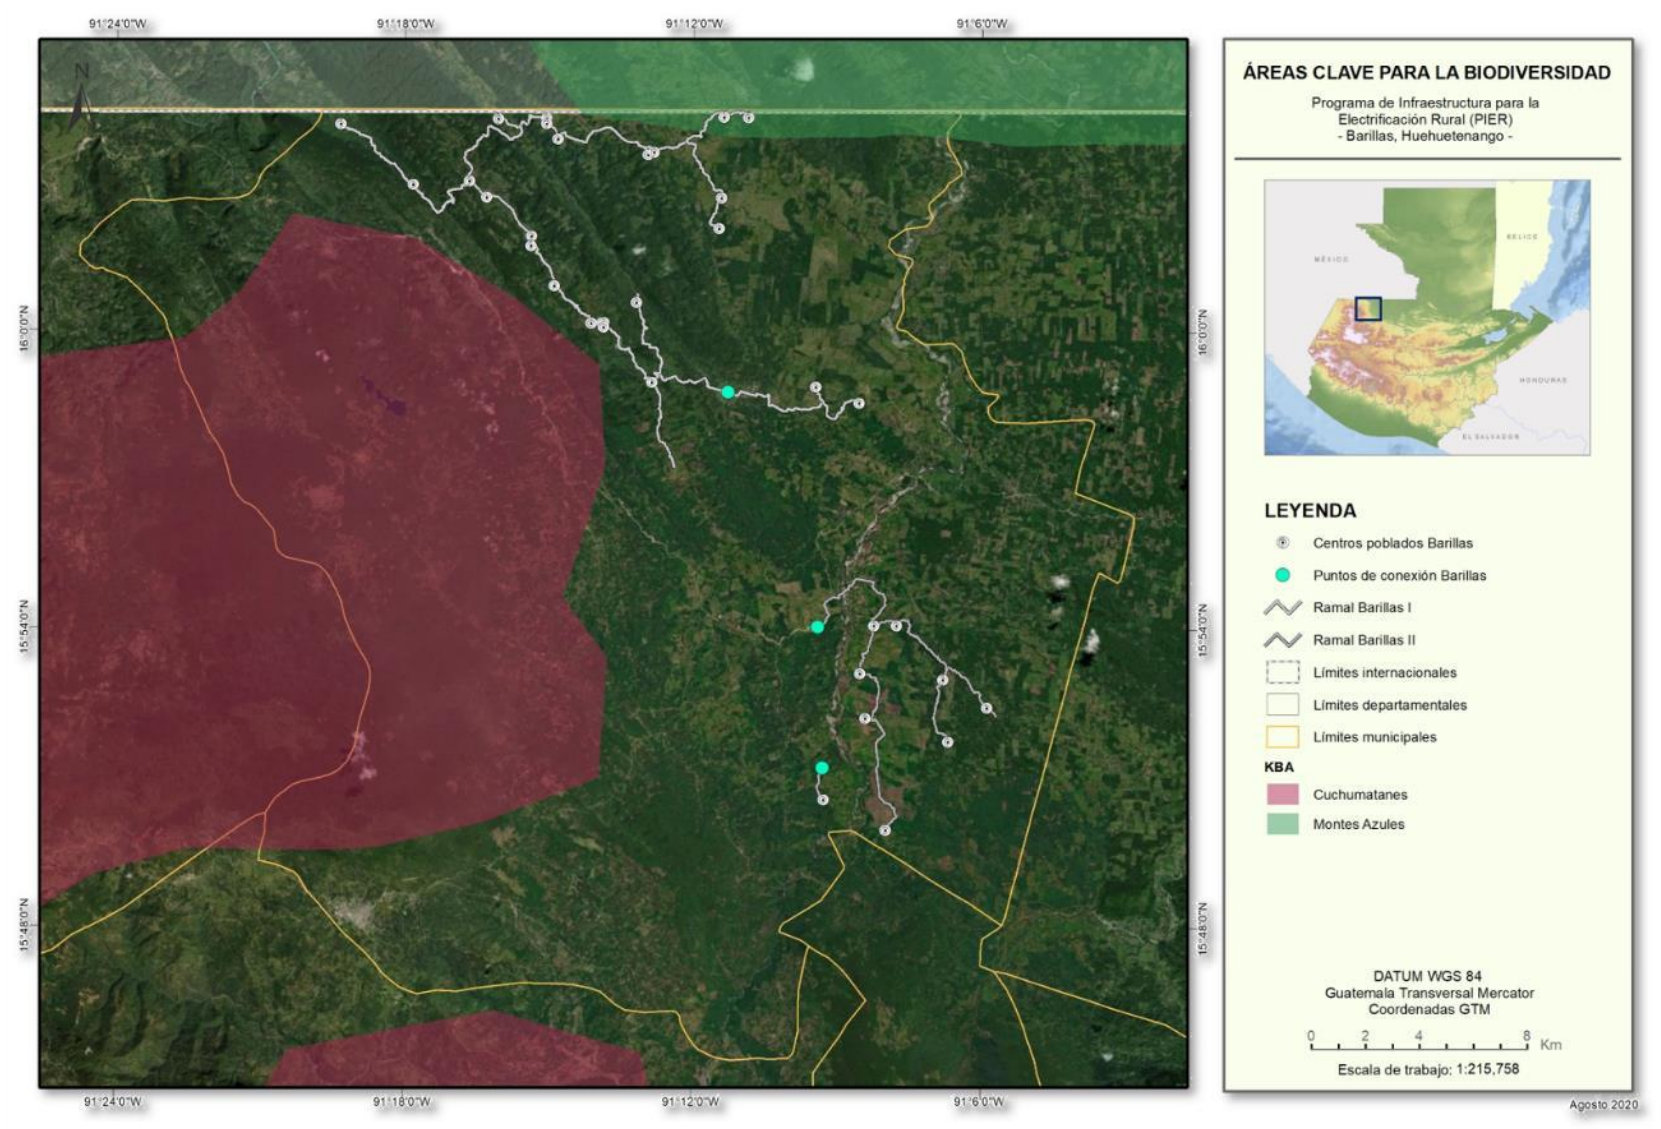 91°24'0"W 91°18'0"W 91°12'0"W 91°6'0"W
N
16°0'0"N
15°54'0"N
15°48'0"N
16°0'0"N
15°54'0"N
15°48'0"N
91°24'0"W 91°18'0"W 91°12'0"W 91°6'0"W
ÁREAS CLAVE PARA LA BIODIVERSIDAD
Programa de Infraestructura para la
Electrificación Rural (PIER)
- Barillas, Huehuetenango -
BELICE
MÉXICO
HONDURAS
EL SALVADOR
LEYENDA
Centros poblados Barillas
Puntos de conexión Barillas
Ramal Barillas I
Ramal Barillas II
Límites internacionales
Límites departamentales
Límites municipales
KBA
Cuchumatanes
Montes Azules
DATUM WGS 84
Guatemala Transversal Mercator
Coordenadas GTM
0 2 4 8 Km
Escala de trabajo: 1:215,758
Agosto 2020